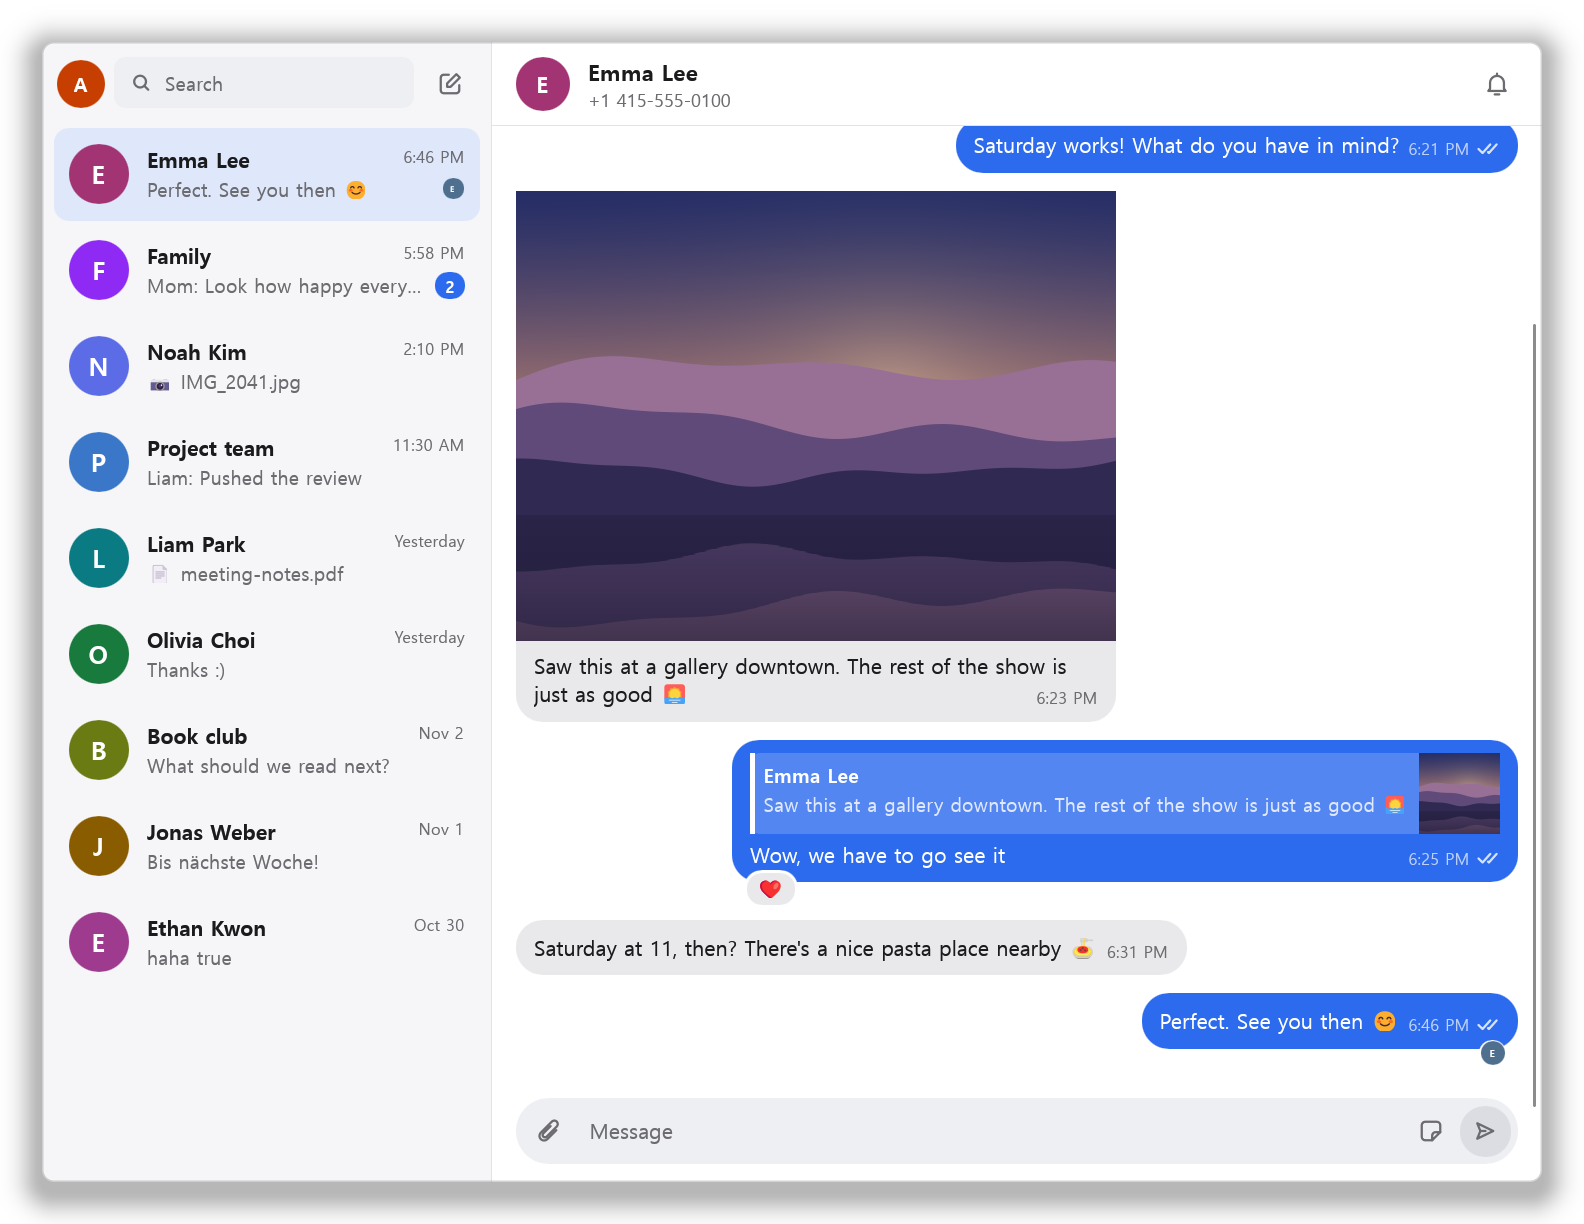 A
Search
E
Emma Lee
6:46 PM
Perfect. See you then 😊
E
F
Family
5:58 PM
Mom: Look how happy every...
2
N
Noah Kim
2:10 PM
📷 IMG_2041.jpg
P
Project team
11:30 AM
Liam: Pushed the review
L
Liam Park
Yesterday
📄 meeting-notes.pdf
O
Olivia Choi
Yesterday
Thanks :)
B
Book club
Nov 2
What should we read next?
J
Jonas Weber
Nov 1
Bis nächste Woche!
E
Ethan Kwon
Oct 30
haha true
E
Emma Lee
+1 415-555-0100
Saturday works! What do you have in mind? 6:21 PM
Saw this at a gallery downtown. The rest of the show is
just as good 🌅 6:23 PM
Emma Lee
Saw this at a gallery downtown. The rest of the show is just as good 🌅
Wow, we have to go see it 6:25 PM
❤️
Saturday at 11, then? There's a nice pasta place nearby 🍝 6:31 PM
Perfect. See you then 😊 6:46 PM
E
Message